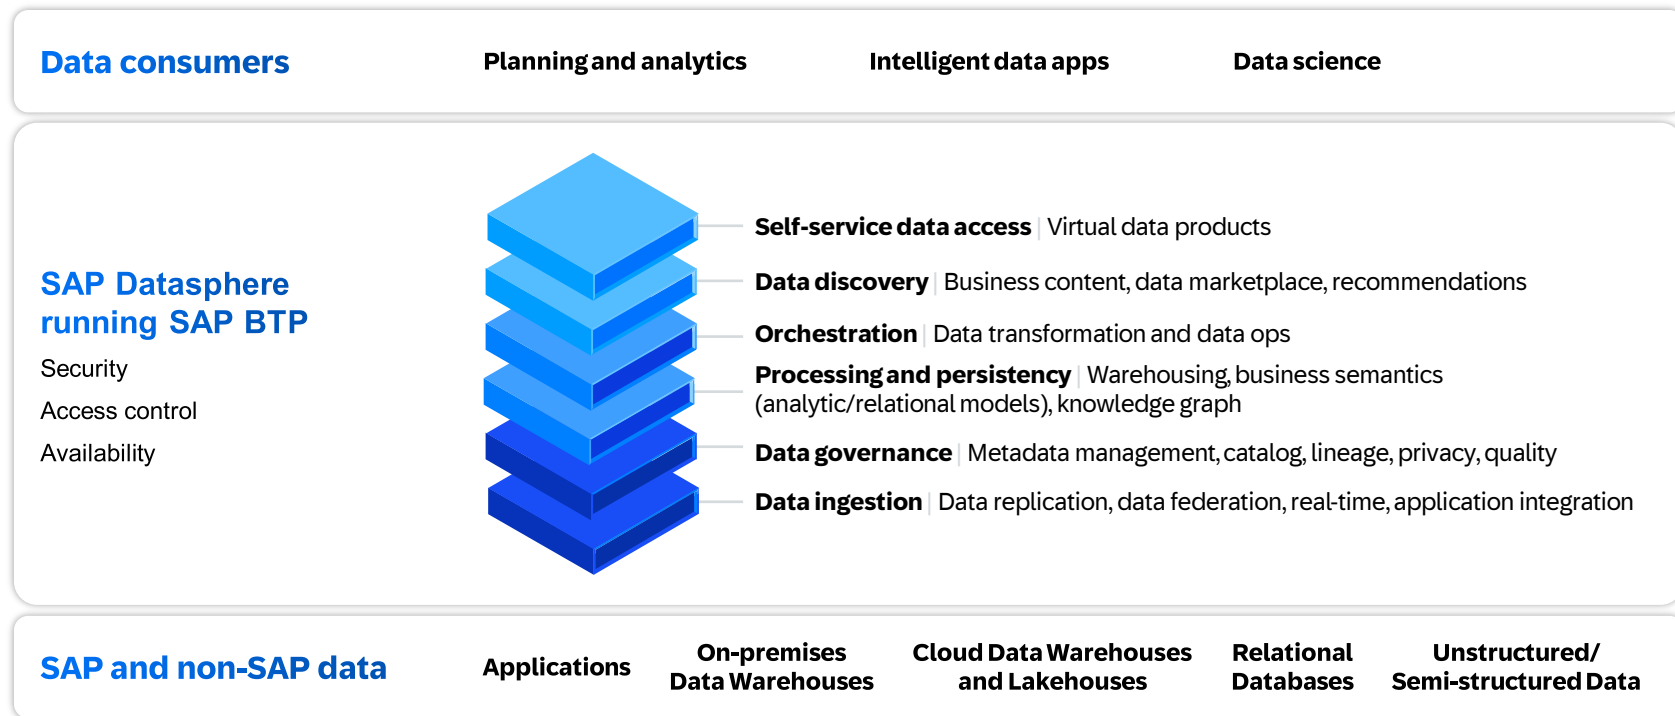 Data consumers
Planning and analytics
Intelligent data apps
Data science
SAP Datasphere
running SAP BTP
Security
Access control
Availability
Self-service data access | Virtual data products
Data discovery | Business content, data marketplace, recommendations
Orchestration | Data transformation and data ops
Processing and persistency | Warehousing, business semantics
(analytic/relational models), knowledge graph
Data governance | Metadata management, catalog, lineage, privacy, quality
Data ingestion | Data replication, data federation, real-time, application integration
SAP and non-SAP data
Applications
On-premises
Data Warehouses
Cloud Data Warehouses
and Lakehouses
Relational
Databases
Unstructured/
Semi-structured Data